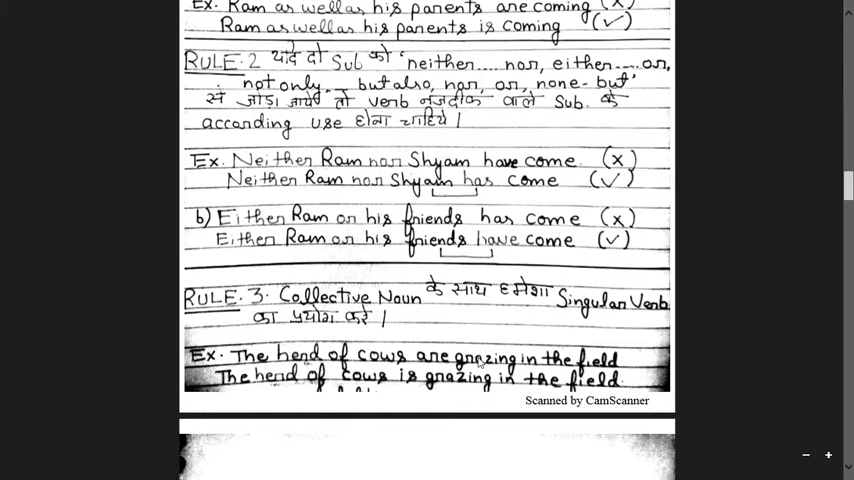 Ex. Ram as well as his parents are coming (x)
Ram as well as his parents is coming (✓)
RULE.2 यदि दो Sub को 'neither.... nor, either.... or,
not only... but also, nor, or, none-but'
से जोड़ा जाये तो verb नजदीक वाले Sub. के
according use होना चाहिये।
Ex. Neither Ram nor Shyam have come. (x)
Neither Ram nor Shyam has come (✓)
b) Either Ram or his friends has come (x)
Either Ram or his friends have come (✓)
RULE.3. Collective Noun के साथ हमेशा Singular Verb
का प्रयोग करे।
Ex. The herd of cows are grazing in the field
The herd of cows is grazing in the field.
Scanned by CamScanner